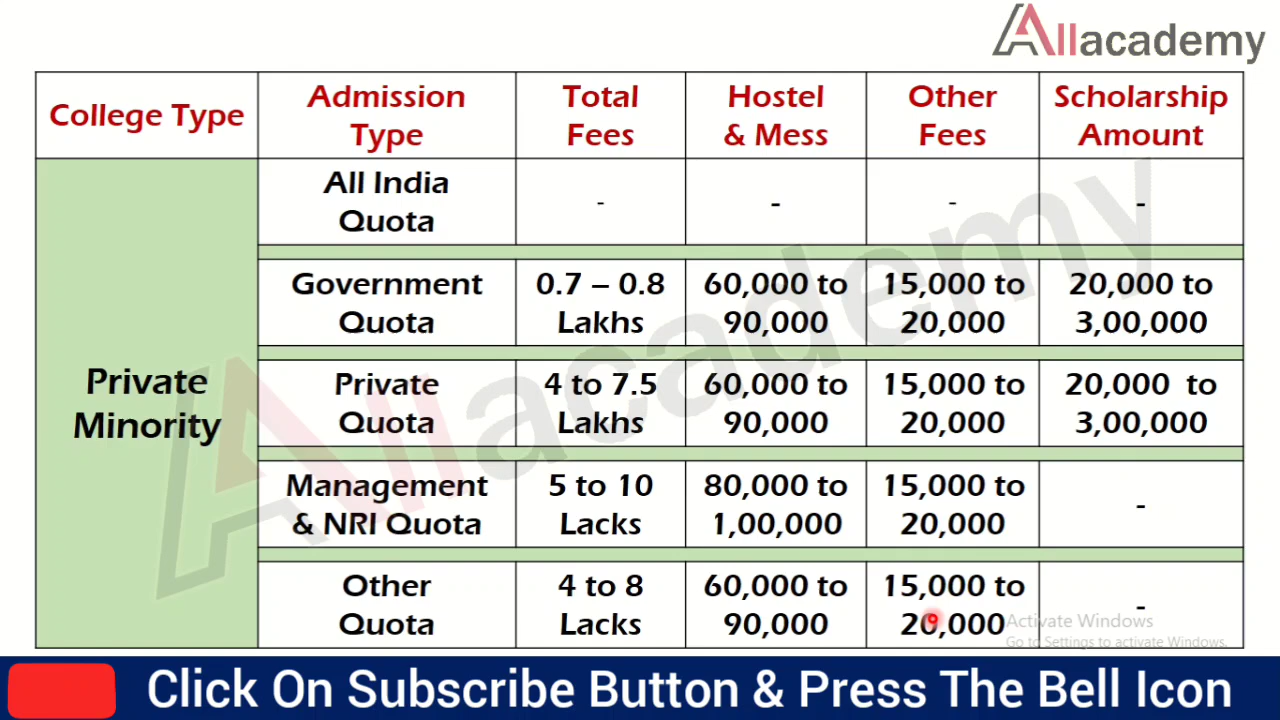 Allacademy
College Type
Admission
Type
Total
Fees
Hostel
& Mess
Other
Fees
Scholarship
Amount
Private
Minority
All India
Quota
-
-
-
-
Government
Quota
0.7 – 0.8
Lakhs
60,000 to
90,000
15,000 to
20,000
20,000 to
3,00,000
Private
Quota
4 to 7.5
Lakhs
60,000 to
90,000
15,000 to
20,000
20,000 to
3,00,000
Management
& NRI Quota
5 to 10
Lacks
80,000 to
1,00,000
15,000 to
20,000
-
Other
Quota
4 to 8
Lacks
60,000 to
90,000
15,000 to
20,000
-
Allacademy
Activate Windows
Go to Settings to activate Windows.
Click On Subscribe Button & Press The Bell Icon